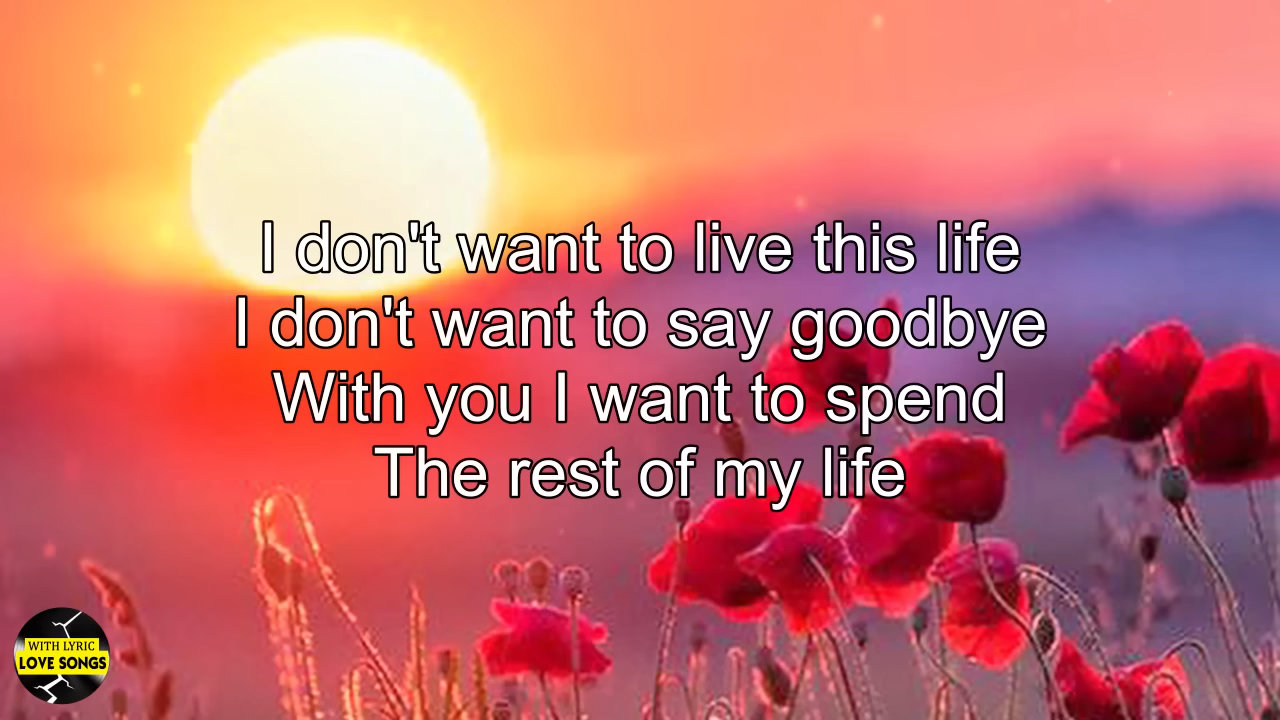 I don't want to live this life
I don't want to say goodbye
With you I want to spend
The rest of my life
WITH LYRIC
LOVE SONGS